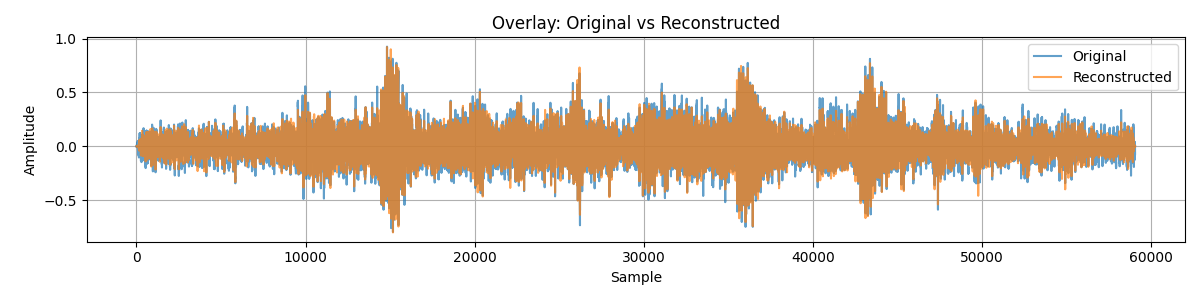 Overlay: Original vs Reconstructed
1.0
0.5
0.0
−0.5
Amplitude
Original
Reconstructed
0
10000
20000
30000
40000
50000
60000
Sample